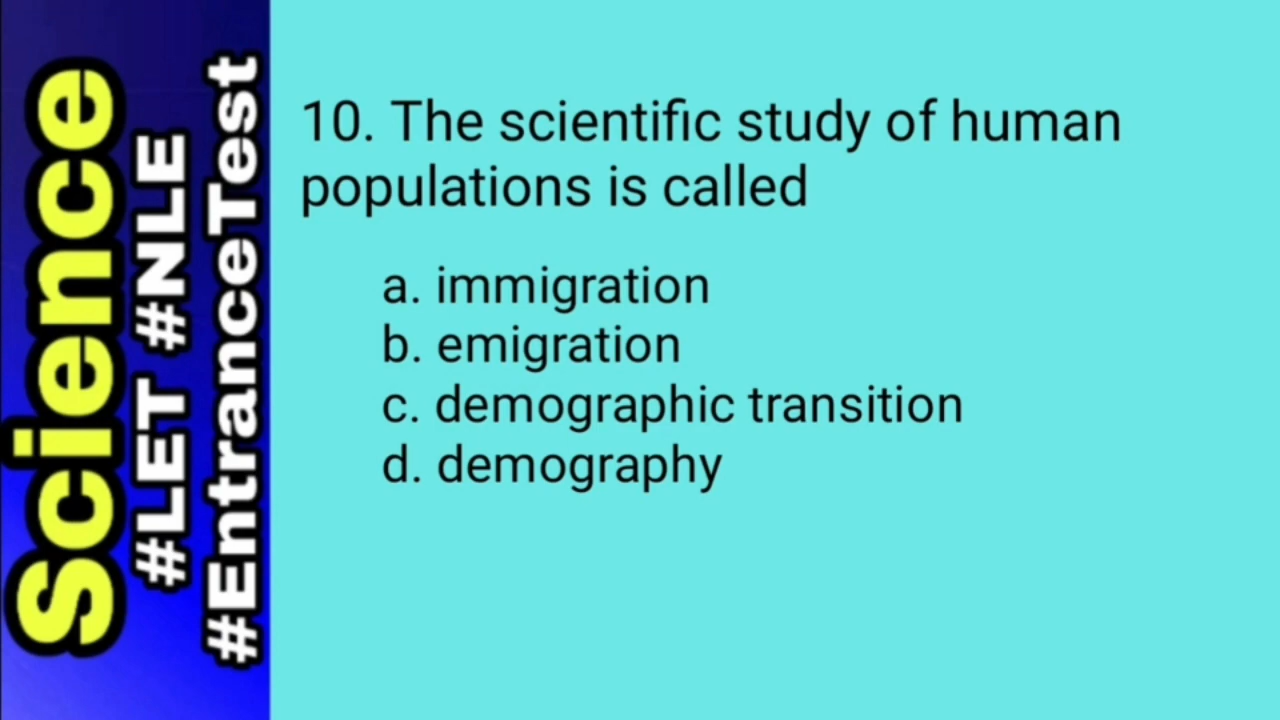 Science
#LET #NLE
#EntranceTest
10. The scientific study of human
populations is called
a. immigration
b. emigration
c. demographic transition
d. demography